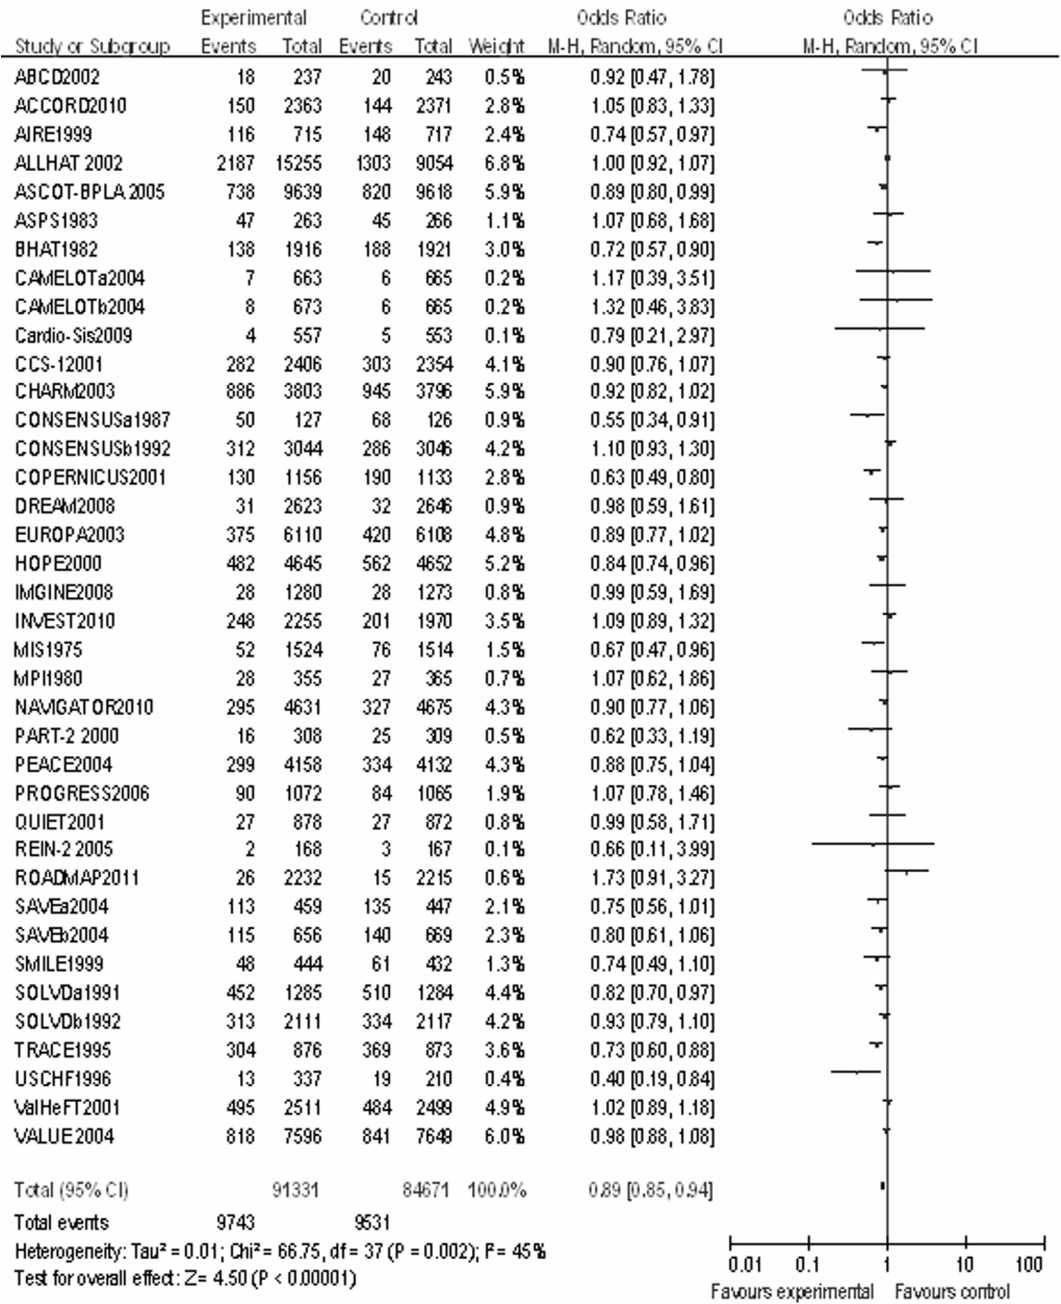 Experimental Control Odds Ratio Odds Ratio
Study or Subgroup Events Total Events Total Weight M-H, Random, 95% CI M-H, Random, 95% CI
ABCD2002 18 237 20 243 0.5% 0.92 [0.47, 1.78]
ACCORD2010 150 2363 144 2371 2.8% 1.05 [0.83, 1.33]
AIRE1999 116 715 148 717 2.4% 0.74 [0.57, 0.97]
ALLHAT 2002 2187 15255 1303 9054 6.8% 1.00 [0.92, 1.07]
ASCOT-BPLA 2005 738 9639 820 9618 5.9% 0.89 [0.80, 0.99]
ASPS1983 47 263 45 266 1.1% 1.07 [0.68, 1.68]
BHAT1982 138 1916 188 1921 3.0% 0.72 [0.57, 0.90]
CAMELOTa2004 7 663 6 665 0.2% 1.17 [0.39, 3.51]
CAMELOTb2004 8 673 6 665 0.2% 1.32 [0.46, 3.83]
Cardio-Sis2009 4 557 5 553 0.1% 0.79 [0.21, 2.97]
CCS-12001 282 2406 303 2354 4.1% 0.90 [0.76, 1.07]
CHARM2003 886 3803 945 3796 5.9% 0.92 [0.82, 1.02]
CONSENSUSa1987 50 127 68 126 0.9% 0.55 [0.34, 0.91]
CONSENSUSb1992 312 3044 286 3046 4.2% 1.10 [0.93, 1.30]
COPERNICUS2001 130 1156 190 1133 2.8% 0.63 [0.49, 0.80]
DREAM2008 31 2623 32 2646 0.9% 0.98 [0.59, 1.61]
EUROPA2003 375 6110 420 6108 4.8% 0.89 [0.77, 1.02]
HOPE2000 482 4645 562 4652 5.2% 0.84 [0.74, 0.96]
IMGINE2008 28 1280 28 1273 0.8% 0.99 [0.59, 1.69]
INVEST2010 248 2255 201 1970 3.5% 1.09 [0.89, 1.32]
MIS1975 52 1524 76 1514 1.5% 0.67 [0.47, 0.96]
MPI1980 28 355 27 365 0.7% 1.07 [0.62, 1.86]
NAVIGATOR2010 295 4631 327 4675 4.3% 0.90 [0.77, 1.06]
PART-2 2000 16 308 25 309 0.5% 0.62 [0.33, 1.19]
PEACE2004 299 4158 334 4132 4.3% 0.88 [0.75, 1.04]
PROGRESS2006 90 1072 84 1065 1.9% 1.07 [0.78, 1.46]
QUIET2001 27 878 27 872 0.8% 0.99 [0.58, 1.71]
REIN-2 2005 2 168 3 167 0.1% 0.66 [0.11, 3.99]
ROADMAP2011 26 2232 15 2215 0.6% 1.73 [0.91, 3.27]
SAVEa2004 113 459 135 447 2.1% 0.75 [0.56, 1.01]
SAVEb2004 115 656 140 669 2.3% 0.80 [0.61, 1.06]
SMILE1999 48 444 61 432 1.3% 0.74 [0.49, 1.10]
SOLVDa1991 452 1285 510 1284 4.4% 0.82 [0.70, 0.97]
SOLVDb1992 313 2111 334 2117 4.2% 0.93 [0.79, 1.10]
TRACE1995 304 876 369 873 3.6% 0.73 [0.60, 0.88]
USCHF1996 13 337 19 210 0.4% 0.40 [0.19, 0.84]
ValHeFT2001 495 2511 484 2499 4.9% 1.02 [0.89, 1.18]
VALUE 2004 818 7596 841 7649 6.0% 0.98 [0.88, 1.08]
Total (95% CI) 91331 84671 100.0% 0.89 [0.85, 0.94]
Total events 9743 9531
Heterogeneity: Tau² = 0.01; Chi² = 66.75, df = 37 (P = 0.002); I² = 45%
Test for overall effect: Z = 4.50 (P < 0.00001)
0.01 0.1 1 10 100
Favours experimental Favours control